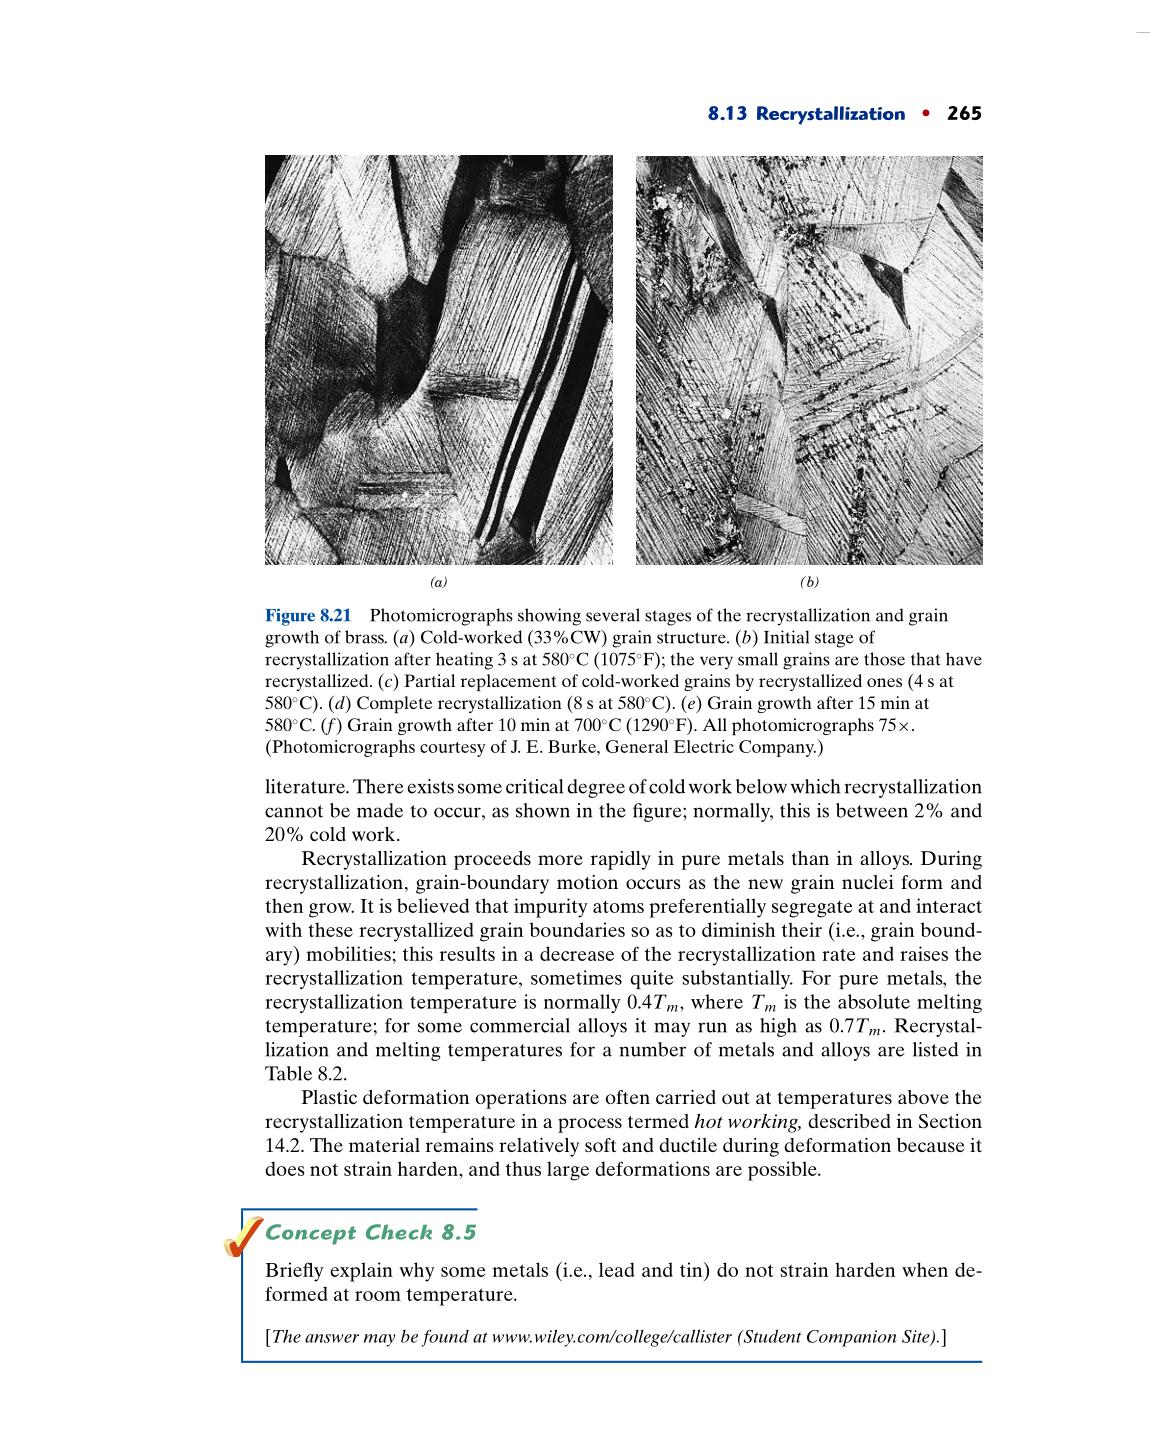 8.13 Recrystallization • 265
(a)
(b)
Figure 8.21 Photomicrographs showing several stages of the recrystallization and grain
growth of brass. (a) Cold-worked (33%CW) grain structure. (b) Initial stage of
recrystallization after heating 3 s at 580°C (1075°F); the very small grains are those that have
recrystallized. (c) Partial replacement of cold-worked grains by recrystallized ones (4 s at
580°C). (d) Complete recrystallization (8 s at 580°C). (e) Grain growth after 15 min at
580°C. (f) Grain growth after 10 min at 700°C (1290°F). All photomicrographs 75×.
(Photomicrographs courtesy of J. E. Burke, General Electric Company.)
literature. There exists some critical degree of cold work below which recrystallization
cannot be made to occur, as shown in the figure; normally, this is between 2% and
20% cold work.
Recrystallization proceeds more rapidly in pure metals than in alloys. During
recrystallization, grain-boundary motion occurs as the new grain nuclei form and
then grow. It is believed that impurity atoms preferentially segregate at and interact
with these recrystallized grain boundaries so as to diminish their (i.e., grain bound-
ary) mobilities; this results in a decrease of the recrystallization rate and raises the
recrystallization temperature, sometimes quite substantially. For pure metals, the
recrystallization temperature is normally 0.4Tm, where Tm is the absolute melting
temperature; for some commercial alloys it may run as high as 0.7Tm. Recrystal-
lization and melting temperatures for a number of metals and alloys are listed in
Table 8.2.
Plastic deformation operations are often carried out at temperatures above the
recrystallization temperature in a process termed hot working, described in Section
14.2. The material remains relatively soft and ductile during deformation because it
does not strain harden, and thus large deformations are possible.
Concept Check 8.5
Briefly explain why some metals (i.e., lead and tin) do not strain harden when de-
formed at room temperature.
[The answer may be found at www.wiley.com/college/callister (Student Companion Site).]